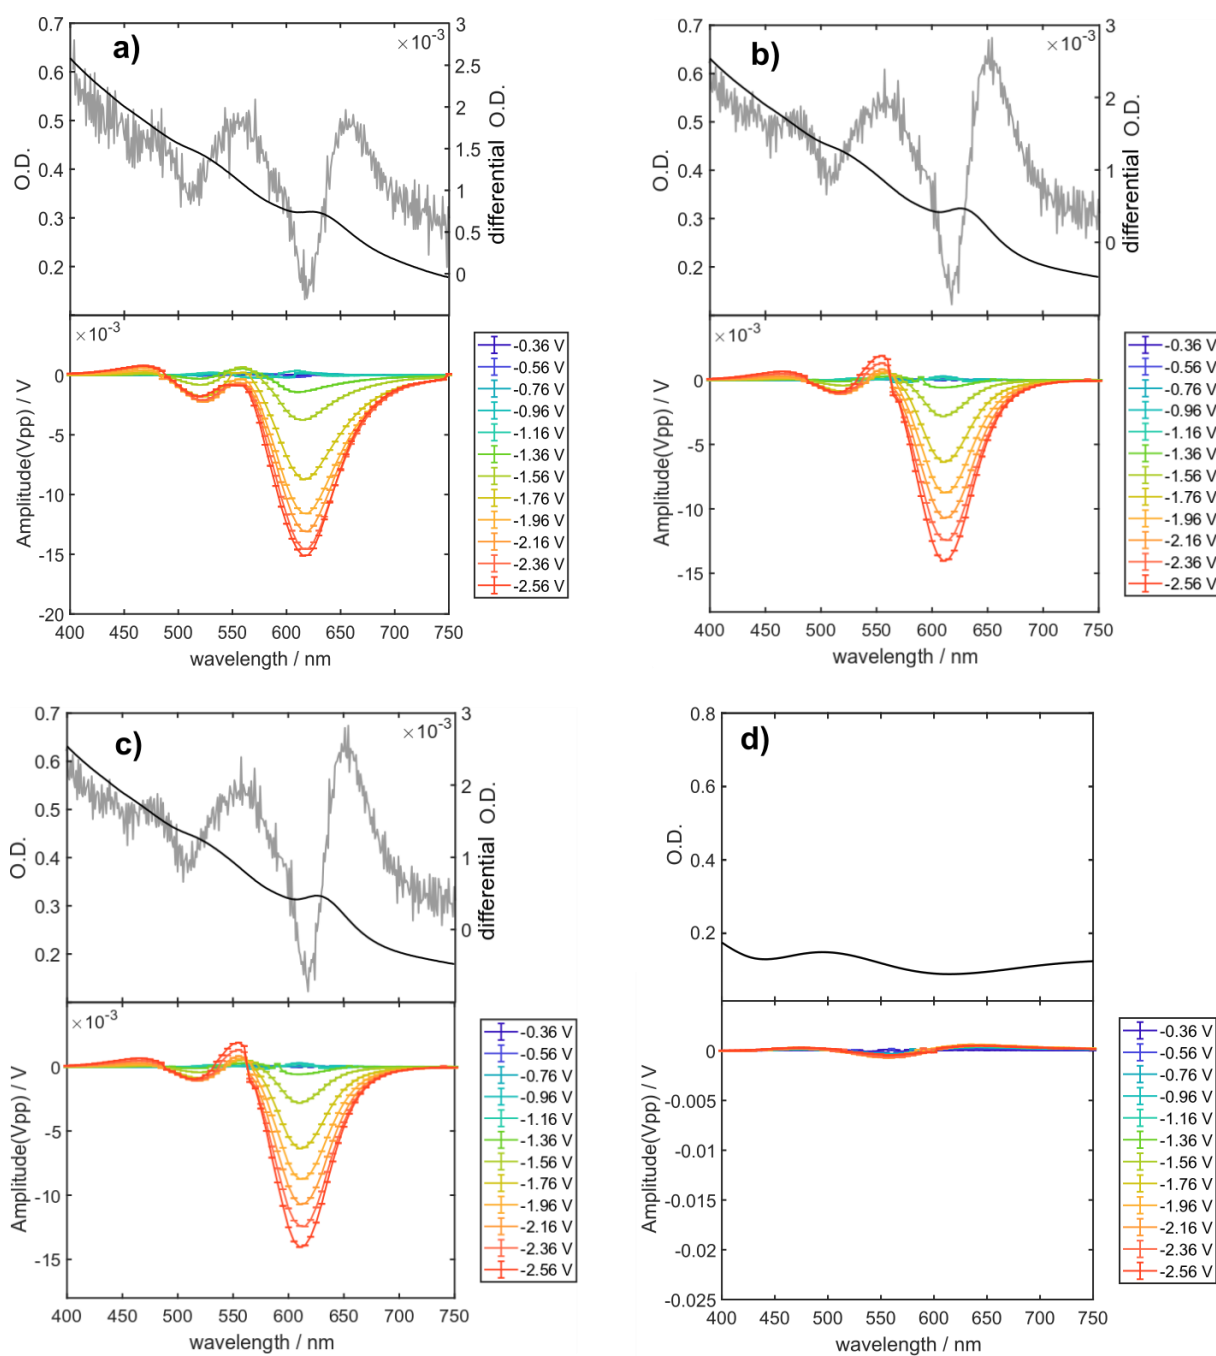 a)
×10⁻³
0.7
0.6
0.5
0.4
0.3
0.2
O.D.
3
2.5
2
1.5
1
0.5
0
differential O.D.
×10⁻³
0
-5
-10
-15
-20
Amplitude(Vpp) / V
400 450 500 550 600 650 700 750
wavelength / nm
-0.36 V
-0.56 V
-0.76 V
-0.96 V
-1.16 V
-1.36 V
-1.56 V
-1.76 V
-1.96 V
-2.16 V
-2.36 V
-2.56 V
b)
×10⁻³
0.7
0.6
0.5
0.4
0.3
0.2
O.D.
3
2
1
0
differential O.D.
×10⁻³
0
-5
-10
-15
Amplitude(Vpp) / V
400 450 500 550 600 650 700 750
wavelength / nm
-0.36 V
-0.56 V
-0.76 V
-0.96 V
-1.16 V
-1.36 V
-1.56 V
-1.76 V
-1.96 V
-2.16 V
-2.36 V
-2.56 V
c)
×10⁻³
0.7
0.6
0.5
0.4
0.3
0.2
O.D.
3
2
1
0
differential O.D.
×10⁻³
0
-5
-10
-15
Amplitude(Vpp) / V
400 450 500 550 600 650 700 750
wavelength / nm
-0.36 V
-0.56 V
-0.76 V
-0.96 V
-1.16 V
-1.36 V
-1.56 V
-1.76 V
-1.96 V
-2.16 V
-2.36 V
-2.56 V
d)
0.8
0.6
0.4
0.2
O.D.
0
-0.005
-0.01
-0.015
-0.02
-0.025
Amplitude(Vpp) / V
400 450 500 550 600 650 700 750
wavelength / nm
-0.36 V
-0.56 V
-0.76 V
-0.96 V
-1.16 V
-1.36 V
-1.56 V
-1.76 V
-1.96 V
-2.16 V
-2.36 V
-2.56 V